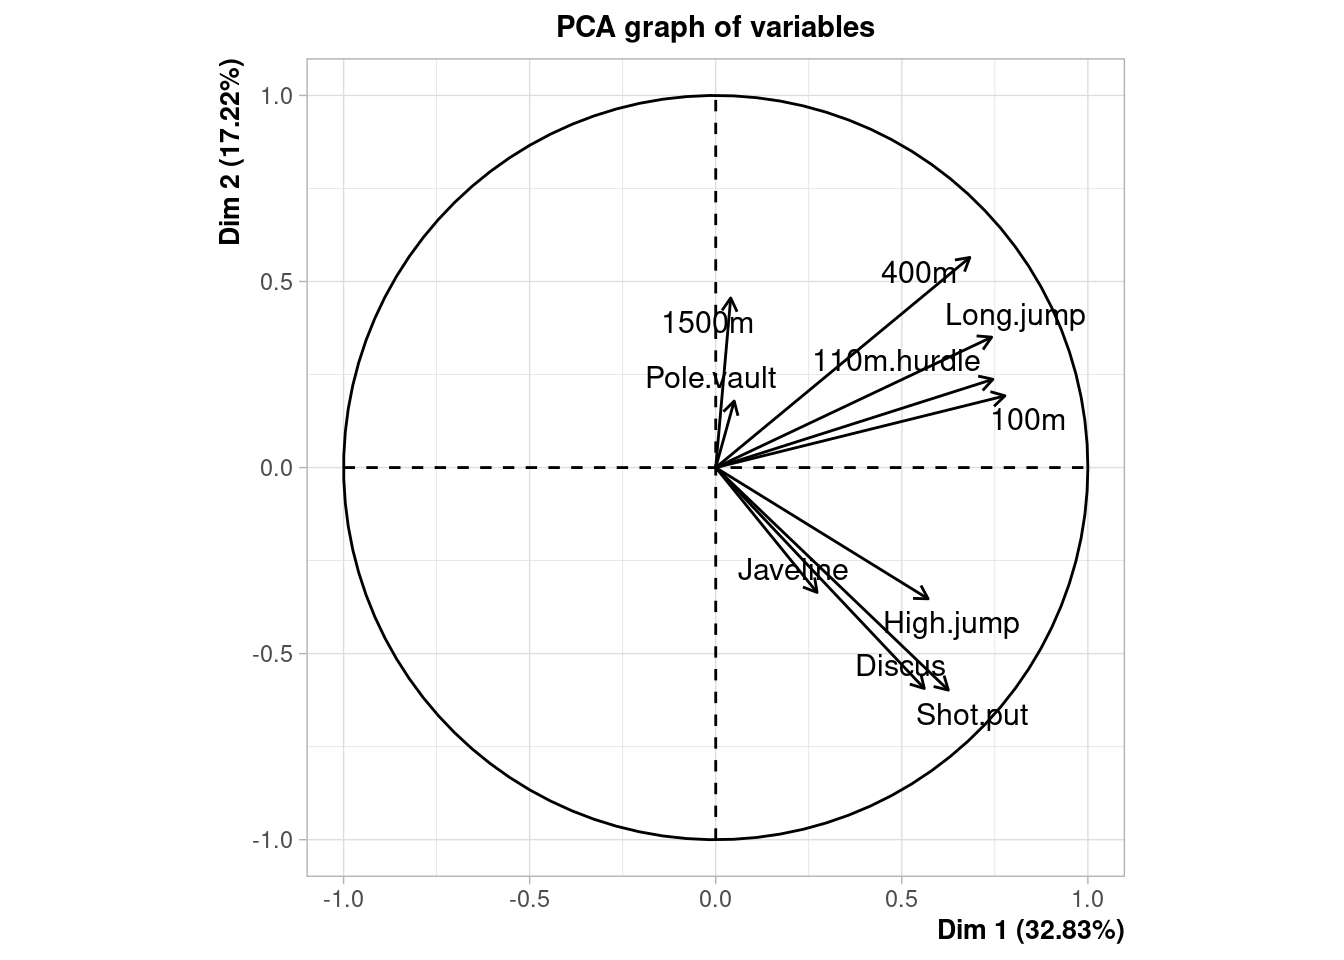 PCA graph of variables
Dim 2 (17.22%)
1.0
0.5
0.0
-0.5
-1.0
400m
Long.jump
1500m
110m.hurdle
Pole.vault
100m
Javeline
High.jump
Discus
Shot.put
-1.0
-0.5
0.0
0.5
1.0
Dim 1 (32.83%)